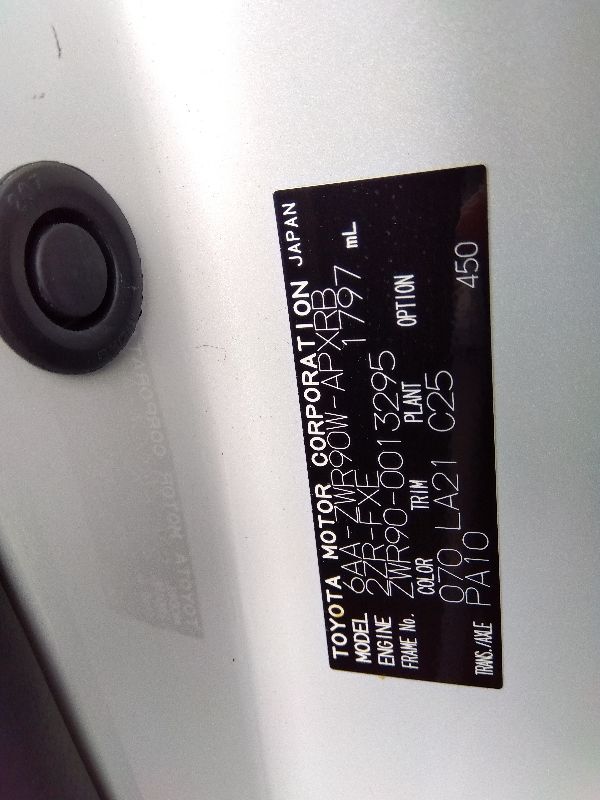 TOYOTA MOTOR CORPORATION JAPAN
MODEL 6AA-ZWR90W-APXRB
ENGINE 2ZR-FXE 1797 mL
FRAME No. ZWR90-0013295
COLOR TRIM PLANT OPTION
070 LA21 C25
TRANS./AXLE PA10 450